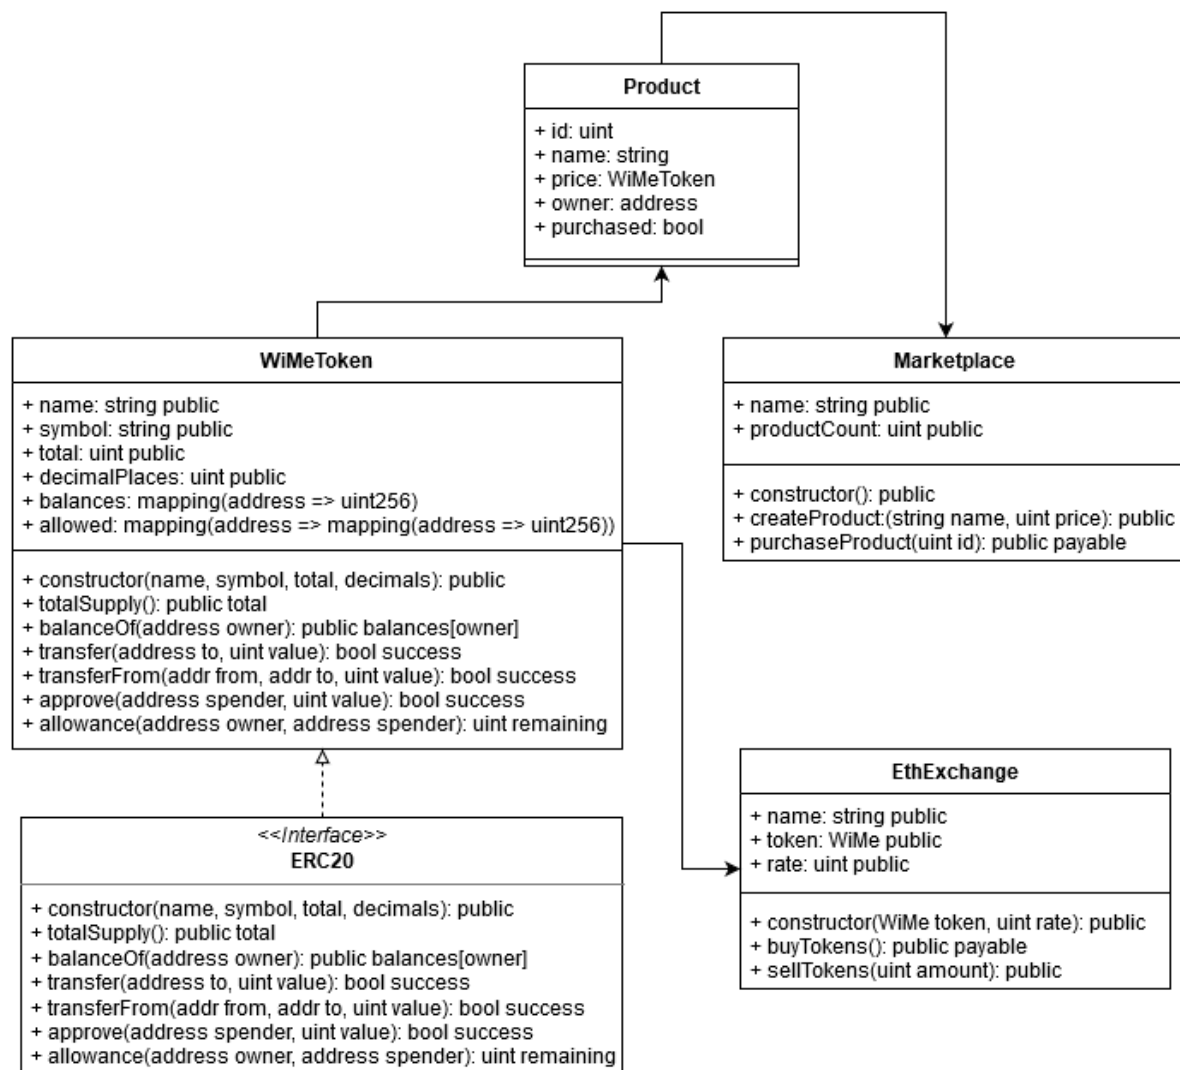 Product
+ id: uint
+ name: string
+ price: WiMeToken
+ owner: address
+ purchased: bool
WiMeToken
+ name: string public
+ symbol: string public
+ total: uint public
+ decimalPlaces: uint public
+ balances: mapping(address => uint256)
+ allowed: mapping(address => mapping(address => uint256))
+ constructor(name, symbol, total, decimals): public
+ totalSupply(): public total
+ balanceOf(address owner): public balances[owner]
+ transfer(address to, uint value): bool success
+ transferFrom(addr from, addr to, uint value): bool success
+ approve(address spender, uint value): bool success
+ allowance(address owner, address spender): uint remaining
Marketplace
+ name: string public
+ productCount: uint public
+ constructor(): public
+ createProduct:(string name, uint price): public
+ purchaseProduct(uint id): public payable
EthExchange
+ name: string public
+ token: WiMe public
+ rate: uint public
+ constructor(WiMe token, uint rate): public
+ buyTokens(): public payable
+ sellTokens(uint amount): public
<<Interface>>
ERC20
+ constructor(name, symbol, total, decimals): public
+ totalSupply(): public total
+ balanceOf(address owner): public balances[owner]
+ transfer(address to, uint value): bool success
+ transferFrom(addr from, addr to, uint value): bool success
+ approve(address spender, uint value): bool success
+ allowance(address owner, address spender): uint remaining